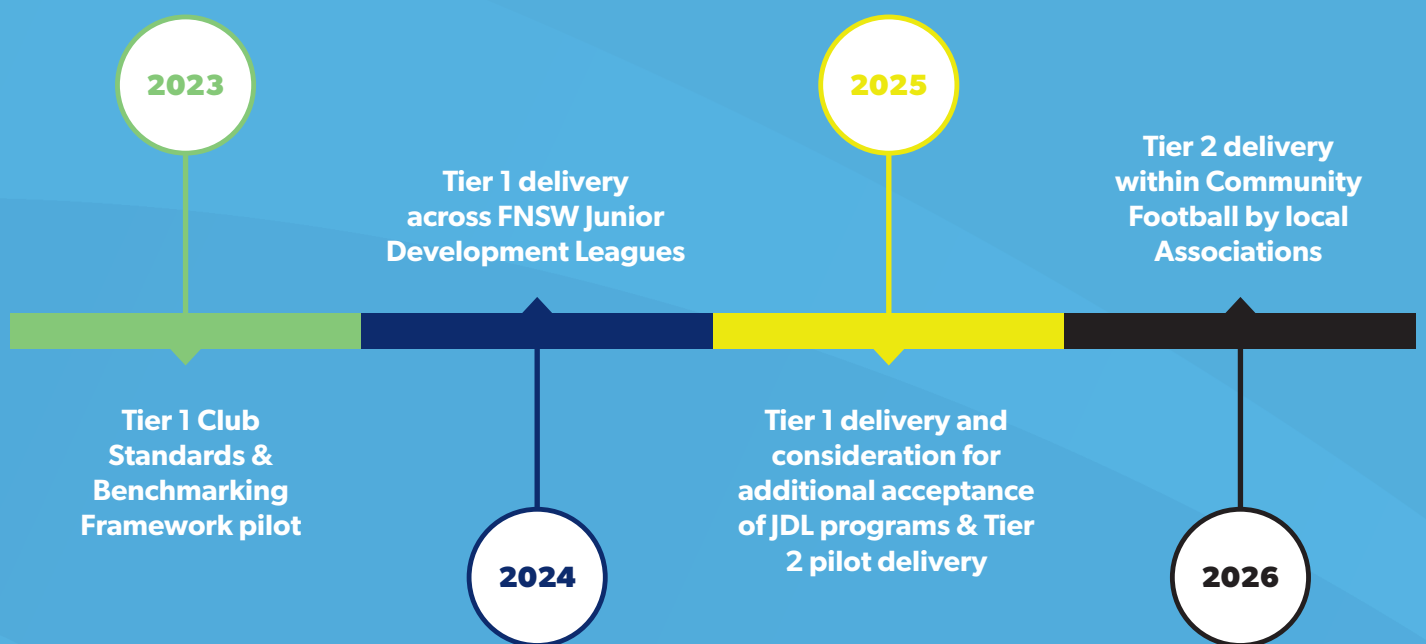 2023
Tier 1 Club
Standards &
Benchmarking
Framework pilot
Tier 1 delivery
across FNSW Junior
Development Leagues
2024
2025
Tier 1 delivery and
consideration for
additional acceptance
of JDL programs & Tier
2 pilot delivery
Tier 2 delivery
within Community
Football by local
Associations
2026